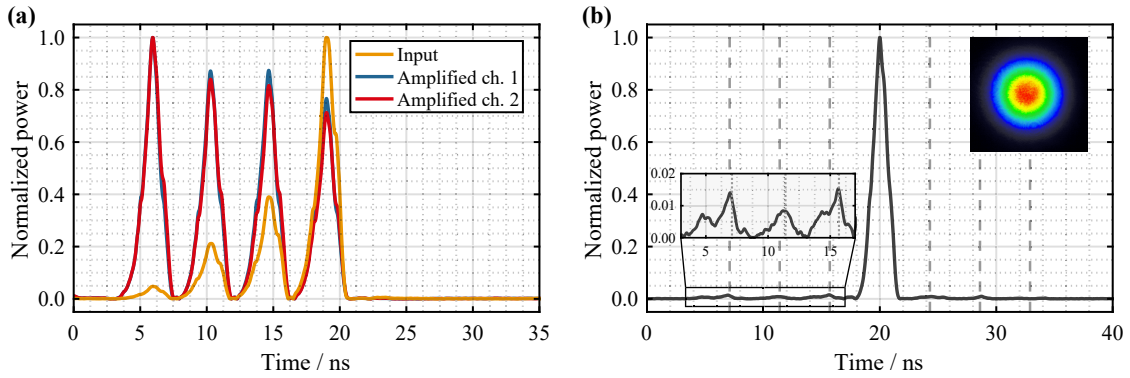 (a)
Normalized power
1.0
0.8
0.6
0.4
0.2
0.0
Input
Amplified ch. 1
Amplified ch. 2
0 5 10 15 20 25 30 35
Time / ns
(b)
Normalized power
1.0
0.8
0.6
0.4
0.2
0.0
0.02
0.01
0.00
5 10 15
0 10 20 30 40
Time / ns